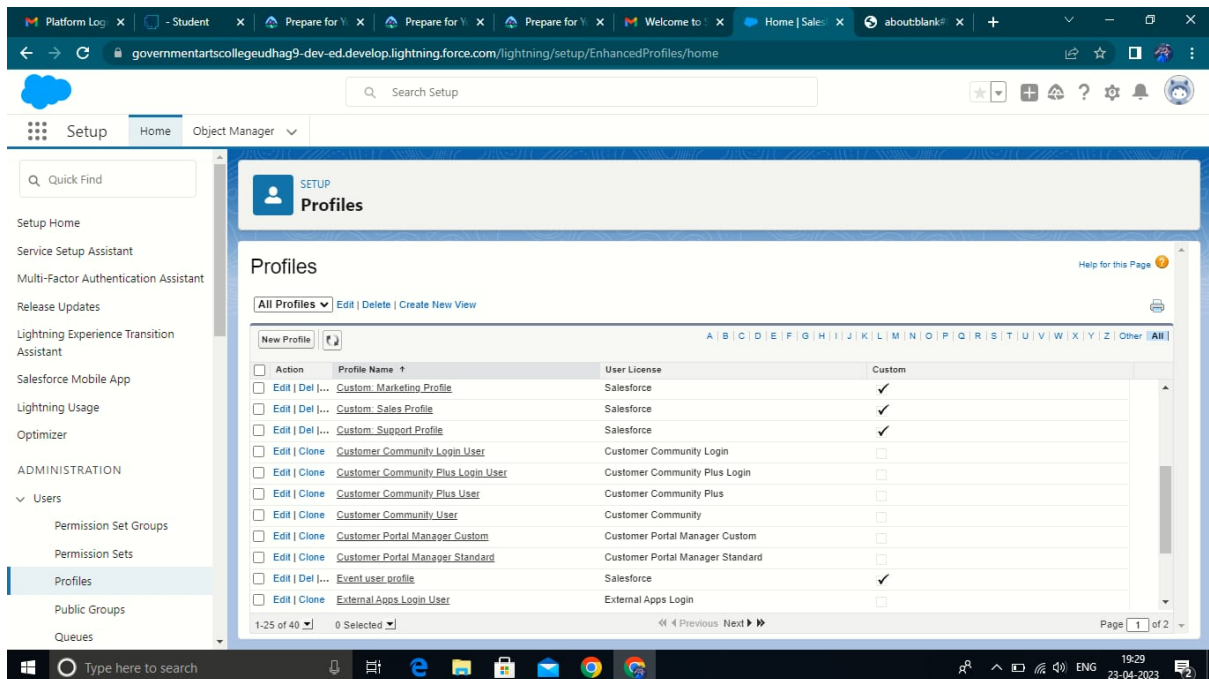 Platform Logi
- Student
Prepare for Y
Prepare for Y
Prepare for Y
Welcome to S
Home | Sales
about:blank#
governmentartscollegeudhag9-dev-ed.develop.lightning.force.com/lightning/setup/EnhancedProfiles/home
Search Setup
Setup Home Object Manager
Quick Find
Setup Home
Service Setup Assistant
Multi-Factor Authentication Assistant
Release Updates
Lightning Experience Transition
Assistant
Salesforce Mobile App
Lightning Usage
Optimizer
ADMINISTRATION
Users
Permission Set Groups
Permission Sets
Profiles
Public Groups
Queues
SETUP
Profiles
Profiles
Help for this Page
All Profiles Edit | Delete | Create New View
New Profile A | B | C | D | E | F | G | H | I | J | K | L | M | N | O | P | Q | R | S | T | U | V | W | X | Y | Z | Other All
Action Profile Name ↑ User License Custom
Edit | Del |... Custom: Marketing Profile Salesforce ✓
Edit | Del |... Custom: Sales Profile Salesforce ✓
Edit | Del |... Custom: Support Profile Salesforce ✓
Edit | Clone Customer Community Login User Customer Community Login
Edit | Clone Customer Community Plus Login User Customer Community Plus Login
Edit | Clone Customer Community Plus User Customer Community Plus
Edit | Clone Customer Community User Customer Community
Edit | Clone Customer Portal Manager Custom Customer Portal Manager Custom
Edit | Clone Customer Portal Manager Standard Customer Portal Manager Standard
Edit | Del |... Event user profile Salesforce ✓
Edit | Clone External Apps Login User External Apps Login
1-25 of 40 0 Selected Previous Next Page 1 of 2
Type here to search
ENG
19:29
23-04-2023
2